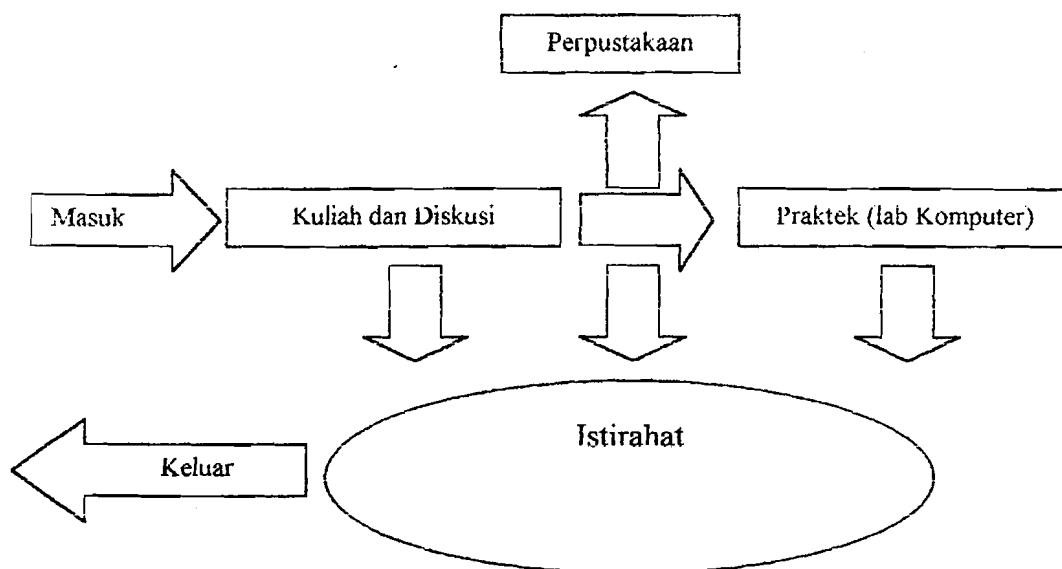 Perpustakaan
Masuk
Kuliah dan Diskusi
Praktek (lab Komputer)
Istirahat
Keluar